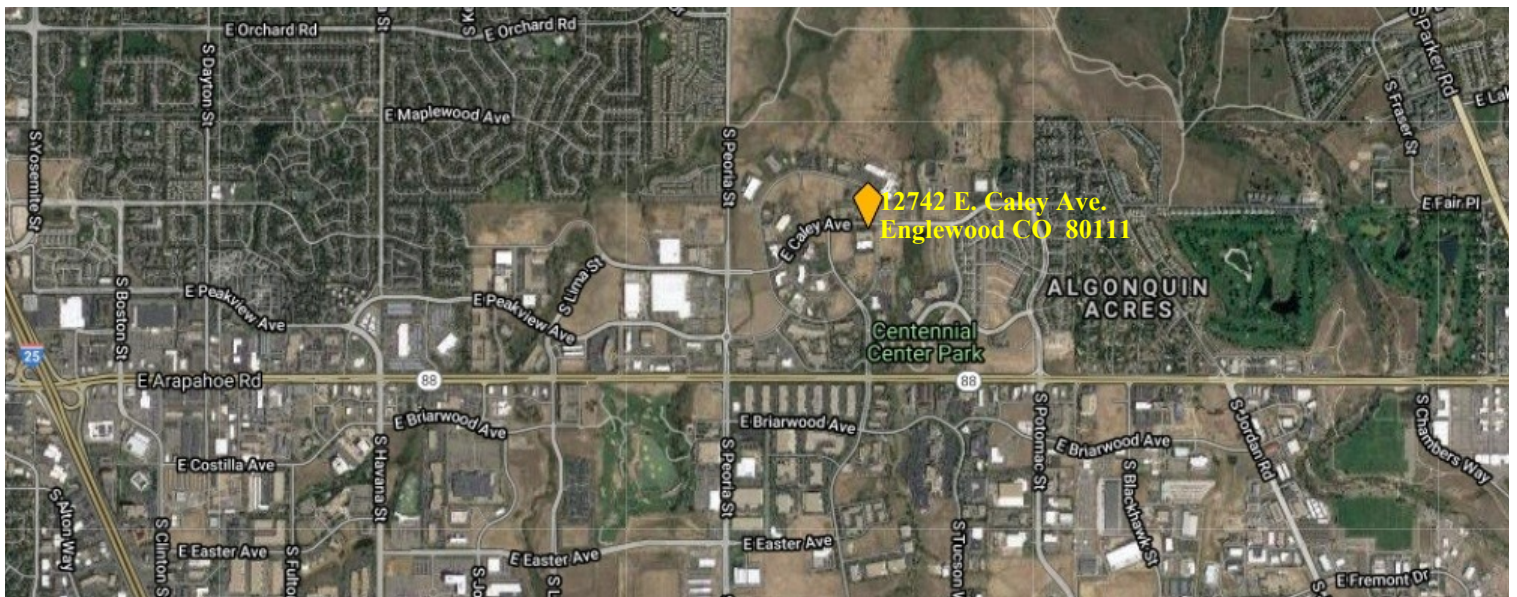 E Orchard Rd
S Dayton St
E Orchard Rd
S Parker Rd
E Maplewood Ave
S Yosemite St
S Peoria St
S Fraser St
12742 E. Caley Ave.
Englewood CO 80111
E Fair Pl
E Caley Ave
S Lima St
S Boston St
E Peakview Ave
E Peakview Ave
ALGONQUIN
ACRES
Centennial
Center Park
25
E Arapahoe Rd
88
88
E Briarwood Ave
E Briarwood Ave
S Potomac St
E Briarwood Ave
S Jordan Rd
S Chambers Way
S Havana St
S Peoria St
E Costilla Ave
S Blackhawk St
S Alton Way
S Clinton S
E Easter Ave
S Fulto
E Easter Ave
E Easter Ave
S Tucson W
E Fremont Dr